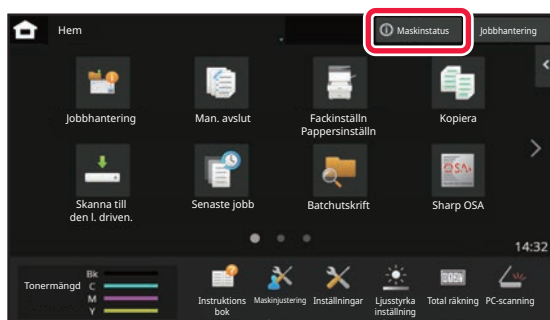 Hem
Maskinstatus
Jobbhantering
Jobbhantering
Man. avslut
Fackinställn
Pappersinställn
Kopiera
Skanna till
den l. driven.
Senaste jobb
Batchutskrift
OSA
Sharp OSA
14:32
Tonermängd
Bk
C
M
Y
Instruktions
bok
Maskinjustering
Inställningar
Ljusstyrka
inställning
Total räkning
PC-scanning